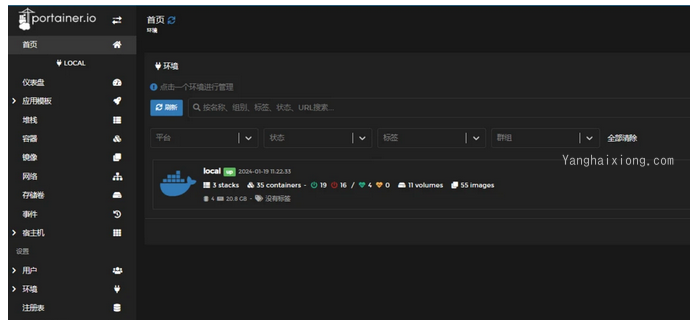 portainer.io
首页
LOCAL
仪表盘
应用模板
堆栈
容器
镜像
网络
存储卷
事件
宿主机
设置
用户
环境
注册表
首页
环境
环境
点击一个环境进行管理
刷新
按名称、组别、标签、状态、URL搜索...
平台 状态 标签 群组 全部清除
Yanghaixiong.com
local up 2024-01-19 11:22:33
3 stacks 35 containers - 19 16 / 4 0 11 volumes 55 images
4 20.8 GB - 没有标签